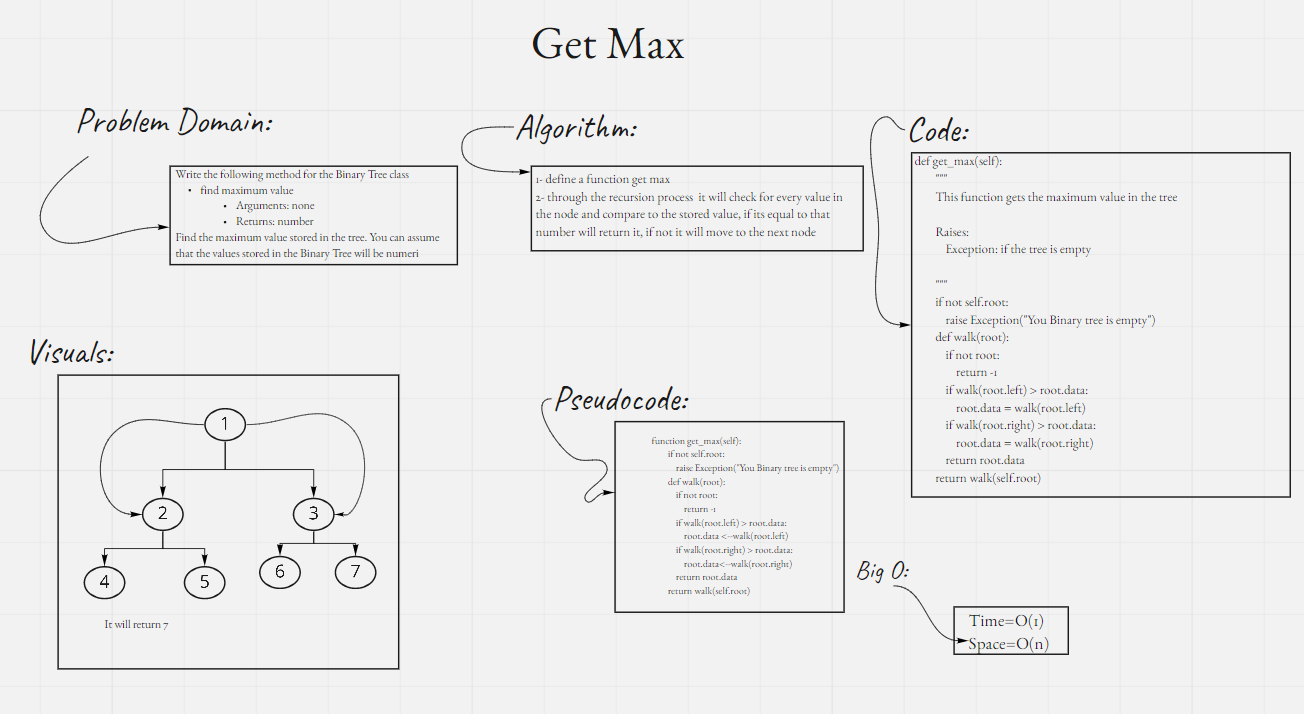 Get Max
Problem Domain:
Write the following method for the Binary Tree class
• find maximum value
• Arguments: none
• Returns: number
Find the maximum value stored in the tree. You can assume
that the values stored in the Binary Tree will be numeri
Algorithm:
1- define a function get max
2- through the recursion process it will check for every value in
the node and compare to the stored value, if its equal to that
number will return it, if not it will move to the next node
Code:
def get_max(self):
"""
This function gets the maximum value in the tree
Raises:
Exception: if the tree is empty
"""
if not self.root:
raise Exception("You Binary tree is empty")
def walk(root):
if not root:
return -1
if walk(root.left) > root.data:
root.data = walk(root.left)
if walk(root.right) > root.data:
root.data = walk(root.right)
return root.data
return walk(self.root)
Visuals:
1
2
3
4
5
6
7
It will return 7
Pseudocode:
function get_max(self):
if not self.root:
raise Exception("You Binary tree is empty")
def walk(root):
if not root:
return -1
if walk(root.left) > root.data:
root.data <--walk(root.left)
if walk(root.right) > root.data:
root.data<--walk(root.right)
return root.data
return walk(self.root)
Big O:
Time=O(1)
Space=O(n)